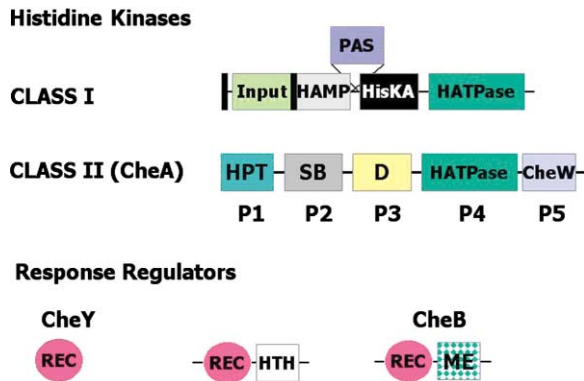 Histidine Kinases
PAS
CLASS I
Input HAMP HisKA HATPase
CLASS II (CheA)
HPT SB D HATPase CheW
P1 P2 P3 P4 P5
Response Regulators
CheY CheB
REC REC HTH REC ME